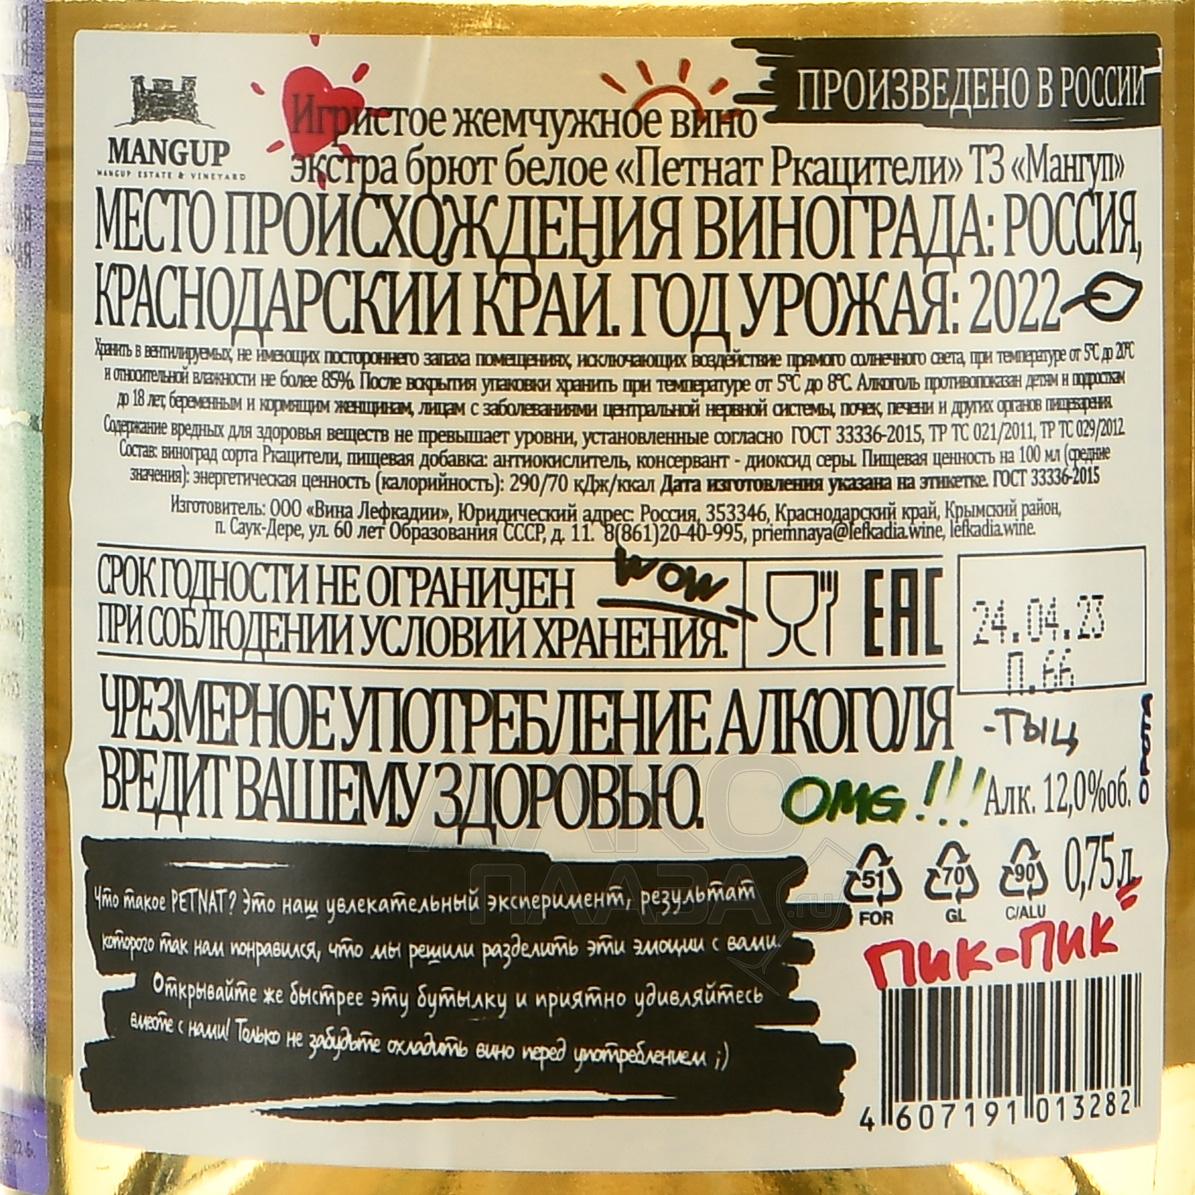 ПРОИЗВЕДЕНО В РОССИИ
MANGUP
MANGUP ESTATE & VINEYARD
Игристое жемчужное вино
экстра брют белое «Петнат Ркацители» ТЗ «Мангуп»
МЕСТО ПРОИСХОЖДЕНИЯ ВИНОГРАДА: РОССИЯ,
КРАСНОДАРСКИЙ КРАЙ. ГОД УРОЖАЯ: 2022
Хранить в вентилируемых, не имеющих постороннего запаха помещениях, исключающих воздействие прямого солнечного света, при температуре от 5°С до 20°С
и относительной влажности не более 85%. После вскрытия упаковки хранить при температуре от 5°С до 8°С. Алкоголь противопоказан детям и подросткам
до 18 лет, беременным и кормящим женщинам, лицам с заболеваниями центральной нервной системы, почек, печени и других органов пищеварения.
Содержание вредных для здоровья веществ не превышает уровни, установленные согласно ГОСТ 33336-2015, ТР ТС 021/2011, ТР ТС 029/2012
Состав: виноград сорта Ркацители, пищевая добавка: антиокислитель, консервант - диоксид серы. Пищевая ценность на 100 мл (средние
значения): энергетическая ценность (калорийность): 290/70 кДж/ккал Дата изготовления указана на этикетке. ГОСТ 33336-2015
Изготовитель: ООО «Вина Лефкадии», Юридический адрес: Россия, 353346, Краснодарский край, Крымский район,
п. Саук-Дере, ул. 60 лет Образования СССР, д. 11. 8(861)20-40-995, priemnaya@lefkadia.wine, lefkadia.wine.
СРОК ГОДНОСТИ НЕ ОГРАНИЧЕН
ПРИ СОБЛЮДЕНИИ УСЛОВИЙ ХРАНЕНИЯ.
WOW
EAC
24.04.23
П.66
ЧРЕЗМЕРНОЕ УПОТРЕБЛЕНИЕ АЛКОГОЛЯ
ВРЕДИТ ВАШЕМУ ЗДОРОВЬЮ.
-ТЫЦ
OMG!!!
Алк. 12,0%об.
51 FOR
70 GL
90 C/ALU
0,75 л.
Что такое PETNAT? Это наш увлекательный эксперимент, результат
которого так нам понравился, что мы решили разделить эти эмоции с вами.
Открывайте же быстрее эту бутылку и приятно удивляйтесь
вместе с нами! Только не забудьте охладить вино перед употреблением ;)
ПИК-ПИК
4 607191 013282
АЛКО
ПЛАЗА.ru